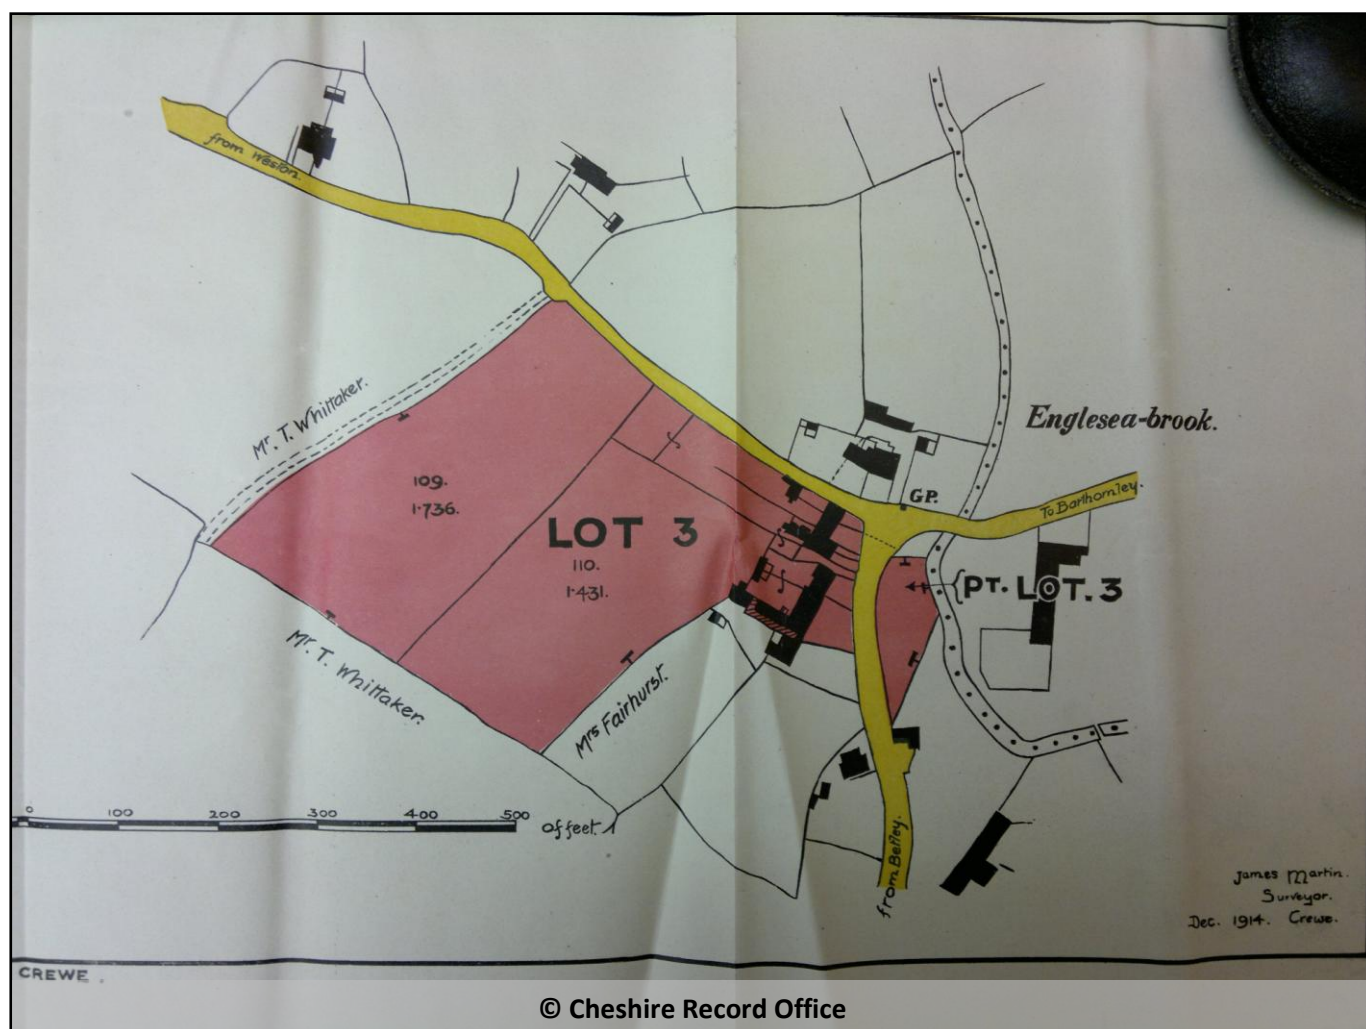 from Weston.
Mr. T. Whittaker.
Englesea-brook.
109.
1·736.
GP.
To Barthomley.
LOT 3
110.
1·431.
PT. LOT. 3
Mr. T. Whittaker.
Mrs Fairhurst.
0 100 200 300 400 500 of feet.
from Betley.
James Martin.
Surveyor.
Dec. 1914. Crewe.
CREWE.
© Cheshire Record Office